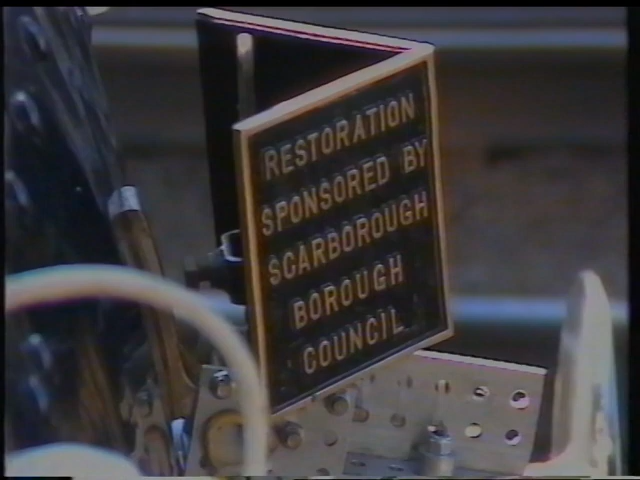 RESTORATION
SPONSORED BY
SCARBOROUGH
BOROUGH
COUNCIL